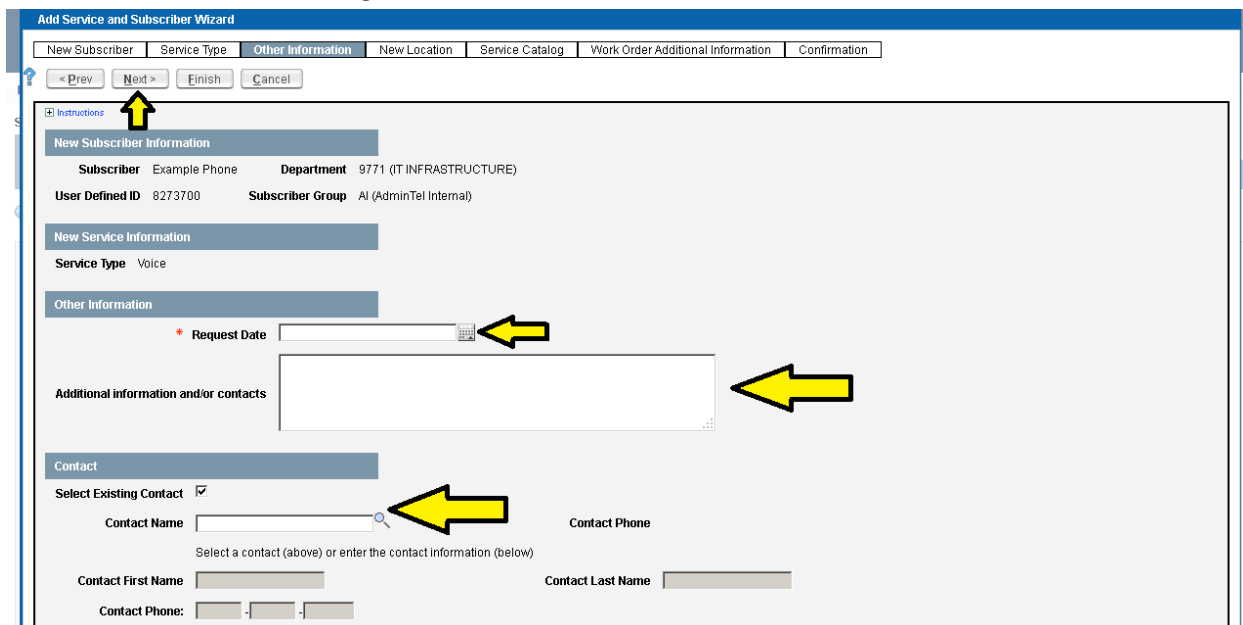 Add Service and Subscriber Wizard
New Subscriber Service Type Other Information New Location Service Catalog Work Order Additional Information Confirmation
? < Prev Next > Finish Cancel
+ Instructions
New Subscriber Information
Subscriber Example Phone Department 9771 (IT INFRASTRUCTURE)
User Defined ID 8273700 Subscriber Group AI (AdminTel Internal)
New Service Information
Service Type Voice
Other Information
* Request Date
Additional information and/or contacts
Contact
Select Existing Contact
Contact Name Contact Phone
Select a contact (above) or enter the contact information (below)
Contact First Name Contact Last Name
Contact Phone: - -